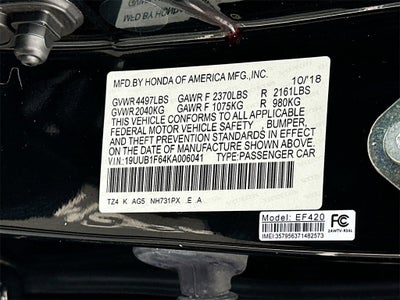 MFD.BY HONDA OF AMERICA MFG.,INC. 10/18
GVWR 4497LBS GAWR F 2370LBS R 2161LBS
GVWR 2040KG GAWR F 1075KG R 980KG
THIS VEHICLE CONFORMS TO ALL APPLICABLE
FEDERAL MOTOR VEHICLE SAFETY , BUMPER,
AND THEFT PREVENTION STANDARDS IN EFFECT
ON THE DATE OF MANUFACTURE SHOWN ABOVE.
VIN: 19UUB1F64KA006041 TYPE:PASSENGER CAR
TZ4 K AG5 NH731PX .E .A
Model: EF420
FC
IMEI:357956371482573